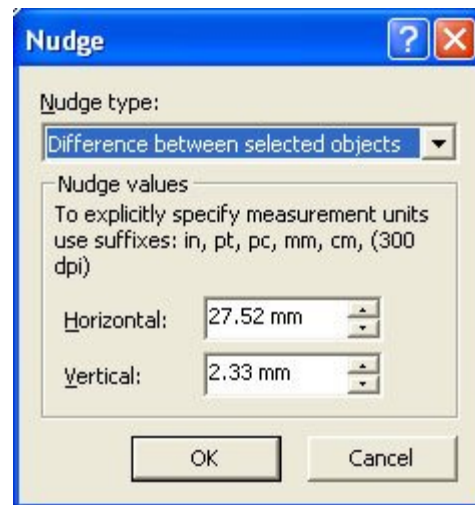 Nudge
Nudge type:
Difference between selected objects
Nudge values
To explicitly specify measurement units
use suffixes: in, pt, pc, mm, cm, (300
dpi)
Horizontal: 27.52 mm
Vertical: 2.33 mm
OK Cancel